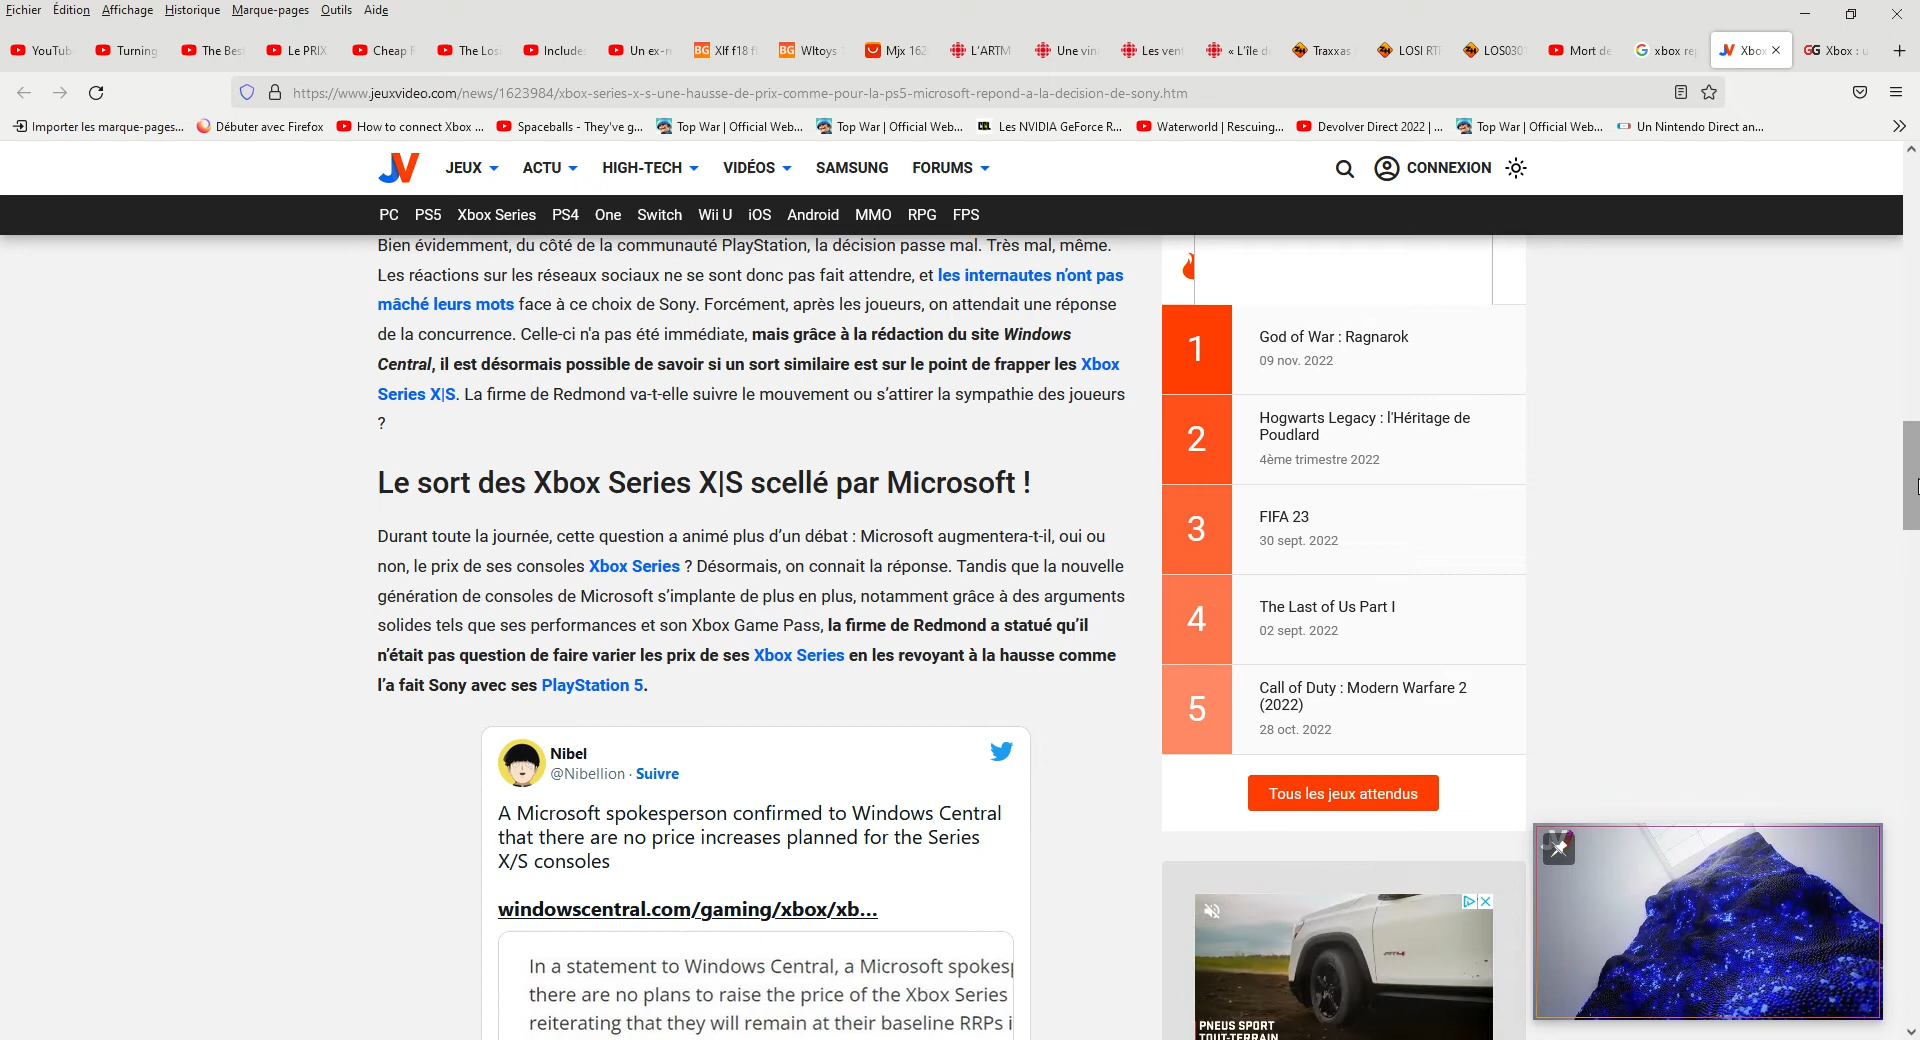 Fichier Édition Affichage Historique Marque-pages Outils Aide
YouTub Turning The Bes Le PRIX Cheap The Los Include Un ex-r Xlf f18 f Wltoys Mjx 162 L'ARTM Une vin Les vent « L'île d Traxxas LOSI RT LOS030 Mort de xbox rep Xbox Xbox : u
https://www.jeuxvideo.com/news/1623984/xbox-series-x-s-une-hausse-de-prix-comme-pour-la-ps5-microsoft-repond-a-la-decision-de-sony.htm
Importer les marque-pages... Débuter avec Firefox How to connect Xbox ... Spaceballs - They've g... Top War | Official Web... Top War | Official Web... Les NVIDIA GeForce R... Waterworld | Rescuing... Devolver Direct 2022 | ... Top War | Official Web... Un Nintendo Direct an...
JV JEUX ACTU HIGH-TECH VIDÉOS SAMSUNG FORUMS CONNEXION
PC PS5 Xbox Series PS4 One Switch Wii U iOS Android MMO RPG FPS
Bien évidemment, du côté de la communauté PlayStation, la décision passe mal. Très mal, même.
Les réactions sur les réseaux sociaux ne se sont donc pas fait attendre, et les internautes n'ont pas
mâché leurs mots face à ce choix de Sony. Forcément, après les joueurs, on attendait une réponse
de la concurrence. Celle-ci n'a pas été immédiate, mais grâce à la rédaction du site Windows
Central, il est désormais possible de savoir si un sort similaire est sur le point de frapper les Xbox
Series X|S. La firme de Redmond va-t-elle suivre le mouvement ou s'attirer la sympathie des joueurs
?
Le sort des Xbox Series X|S scellé par Microsoft !
Durant toute la journée, cette question a animé plus d'un débat : Microsoft augmentera-t-il, oui ou
non, le prix de ses consoles Xbox Series ? Désormais, on connait la réponse. Tandis que la nouvelle
génération de consoles de Microsoft s'implante de plus en plus, notamment grâce à des arguments
solides tels que ses performances et son Xbox Game Pass, la firme de Redmond a statué qu'il
n'était pas question de faire varier les prix de ses Xbox Series en les revoyant à la hausse comme
l'a fait Sony avec ses PlayStation 5.
Nibel
@Nibellion · Suivre
A Microsoft spokesperson confirmed to Windows Central
that there are no price increases planned for the Series
X/S consoles
windowscentral.com/gaming/xbox/xb...
In a statement to Windows Central, a Microsoft spokesp
there are no plans to raise the price of the Xbox Series
reiterating that they will remain at their baseline RRPs i
1
God of War : Ragnarok
09 nov. 2022
2
Hogwarts Legacy : l'Héritage de
Poudlard
4ème trimestre 2022
3
FIFA 23
30 sept. 2022
4
The Last of Us Part I
02 sept. 2022
5
Call of Duty : Modern Warfare 2
(2022)
28 oct. 2022
Tous les jeux attendus
AT4
PNEUS SPORT
TOUT-TERRAIN